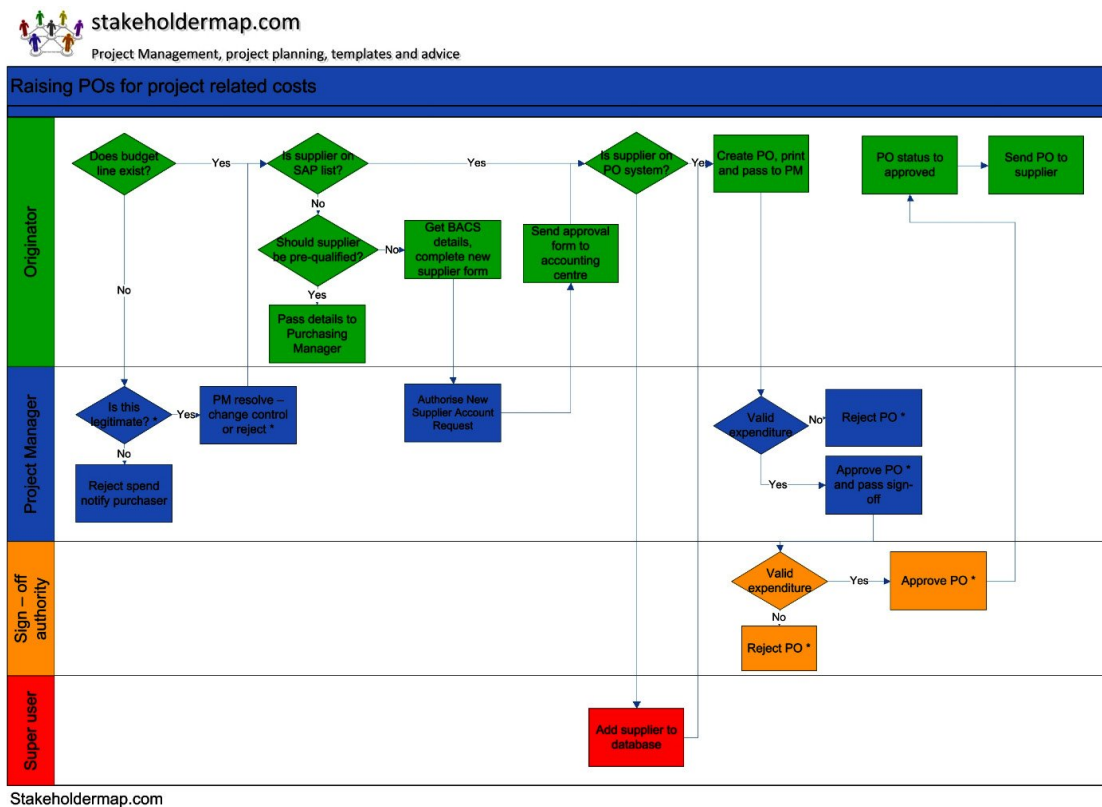 stakeholdermap.com
Project Management, project planning, templates and advice
Raising POs for project related costs
Originator
Does budget
line exist?
Yes
Is supplier on
SAP list?
Yes
Is supplier on
PO system?
Yes
Create PO, print
and pass to PM
PO status to
approved
Send PO to
supplier
No
No
Should supplier
be pre-qualified?
No
Get BACS
details,
complete new
supplier form
Send approval
form to
accounting
centre
Yes
Pass details to
Purchasing
Manager
Project Manager
Is this
legitimate? *
Yes
PM resolve –
change control
or reject *
Authorise New
Supplier Account
Request
Valid
expenditure
No*
Reject PO *
No
Reject spend
notify purchaser
Yes
Approve PO *
and pass sign-
off
Sign – off
authority
Valid
expenditure
Yes
Approve PO *
No
Reject PO *
Super user
Add supplier to
database
Stakeholdermap.com